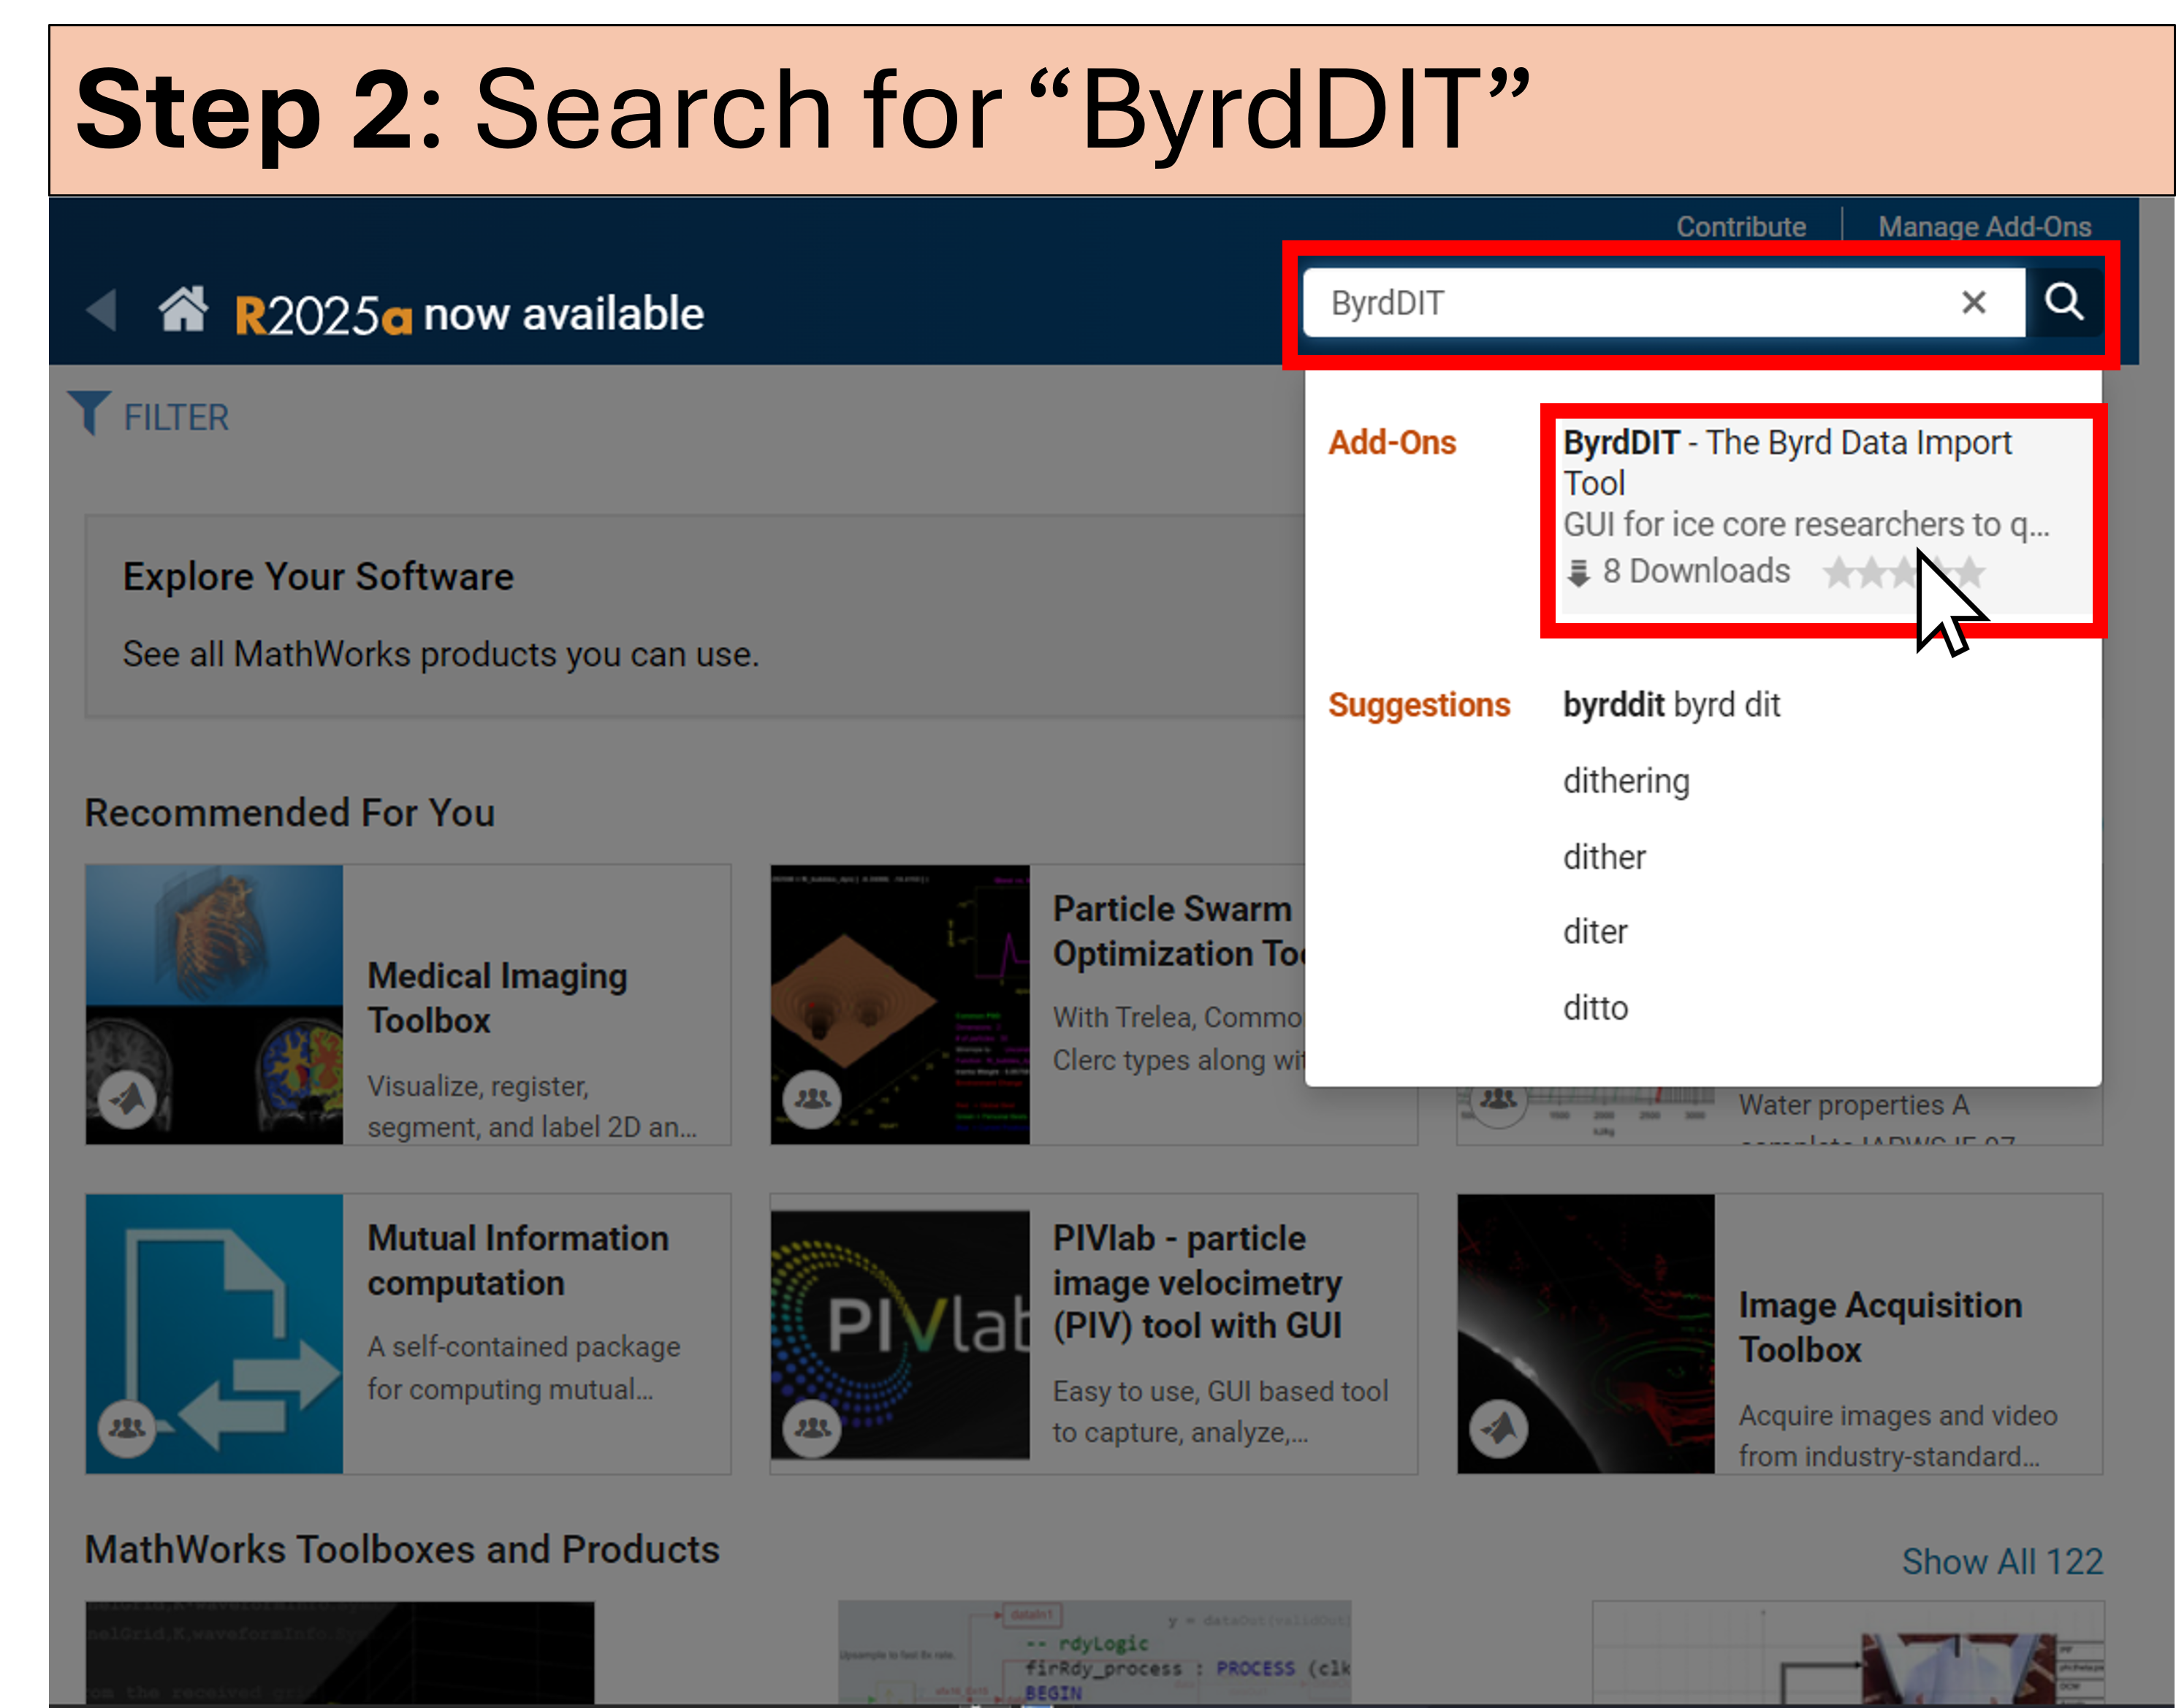 Step 2: Search for “ByrdDIT”
Contribute
Manage Add-Ons
R2025a now available
ByrdDIT
FILTER
Add-Ons
ByrdDIT - The Byrd Data Import
Tool
GUI for ice core researchers to q...
8 Downloads
Suggestions
byrddit byrd dit
dithering
dither
diter
ditto
Explore Your Software
See all MathWorks products you can use.
Recommended For You
Medical Imaging
Toolbox
Visualize, register,
segment, and label 2D an...
Particle Swarm
Optimization
With Trelea,
Clerc types along
Water properties A
Mutual Information
computation
A self-contained package
for computing mutual...
PIVlab
PIVlab - particle
image velocimetry
(PIV) tool with GUI
Easy to use, GUI based tool
to capture, analyze,...
Image Acquisition
Toolbox
Acquire images and video
from industry-standard...
MathWorks Toolboxes and Products
Show All 122
dataIn1
Upsample to fast 8x rate.
-- rdyLogic
firRdy_process : PROCESS (clk
BEGIN